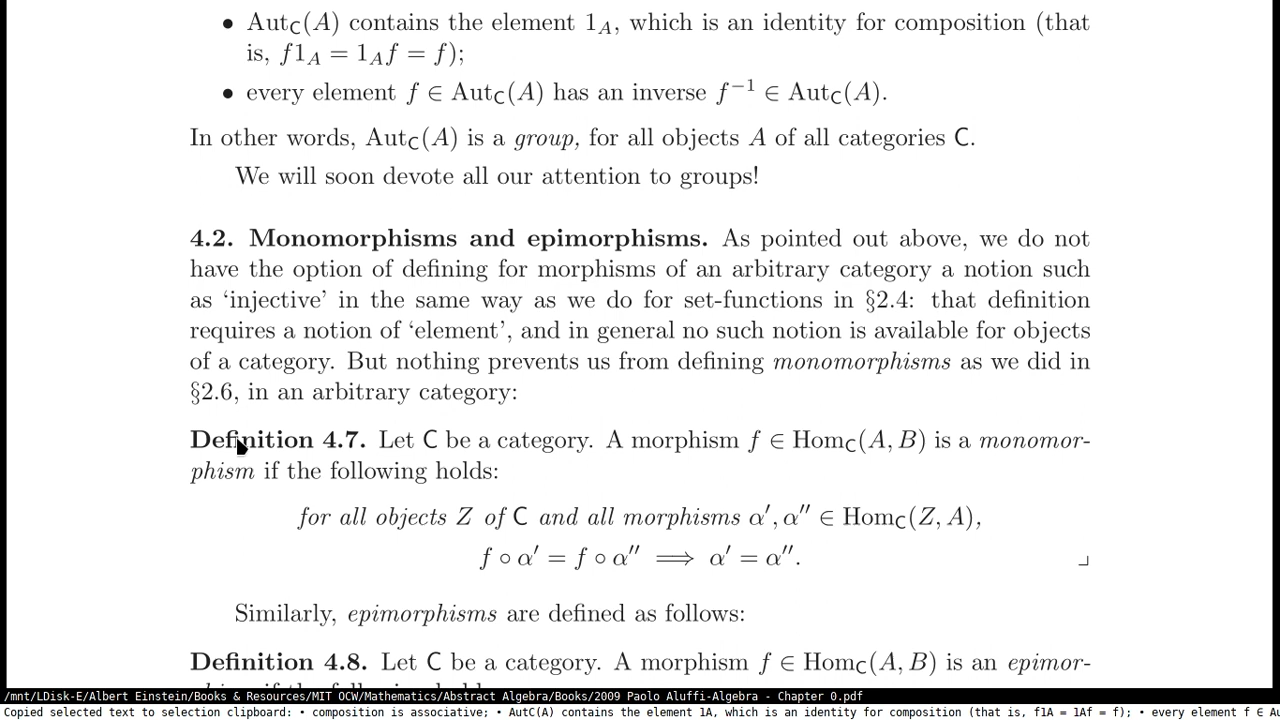 • Aut_C(A) contains the element 1_A, which is an identity for composition (that
is, f1_A = 1_Af = f);
• every element f ∈ Aut_C(A) has an inverse f⁻¹ ∈ Aut_C(A).
In other words, Aut_C(A) is a group, for all objects A of all categories C.
We will soon devote all our attention to groups!
4.2. Monomorphisms and epimorphisms. As pointed out above, we do not
have the option of defining for morphisms of an arbitrary category a notion such
as ‘injective’ in the same way as we do for set-functions in §2.4: that definition
requires a notion of ‘element’, and in general no such notion is available for objects
of a category. But nothing prevents us from defining monomorphisms as we did in
§2.6, in an arbitrary category:
Definition 4.7. Let C be a category. A morphism f ∈ Hom_C(A, B) is a monomor-
phism if the following holds:
for all objects Z of C and all morphisms α′, α″ ∈ Hom_C(Z, A),
f ∘ α′ = f ∘ α″ ⟹ α′ = α″. ⌟
Similarly, epimorphisms are defined as follows:
Definition 4.8. Let C be a category. A morphism f ∈ Hom_C(A, B) is an epimor-
/mnt/LDisk-E/Albert Einstein/Books & Resources/MIT OCW/Mathematics/Abstract Algebra/Books/2009 Paolo Aluffi-Algebra - Chapter 0.pdf
Copied selected text to selection clipboard: • composition is associative; • AutC(A) contains the element 1A, which is an identity for composition (that is, f1A = 1Af = f); • every element f ∈